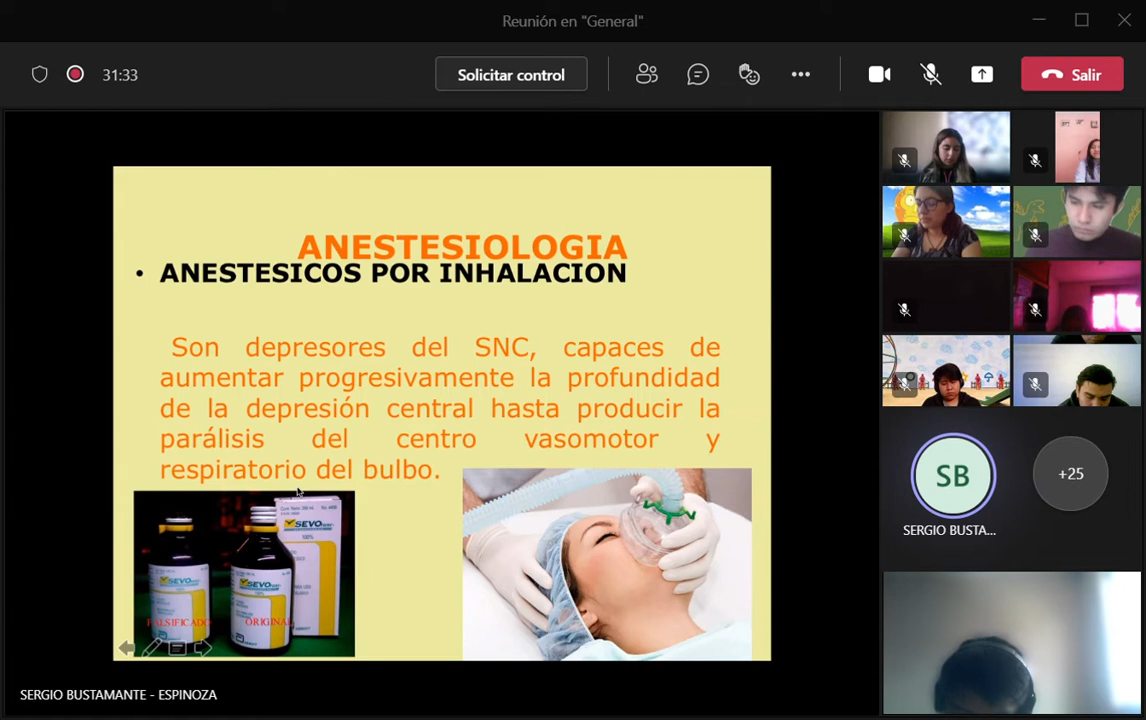 Reunión en "General"
31:33
Solicitar control
Salir
ANESTESIOLOGIA
• ANESTESICOS POR INHALACION
Son depresores del SNC, capaces de
aumentar progresivamente la profundidad
de la depresión central hasta producir la
parálisis del centro vasomotor y
respiratorio del bulbo.
SEVO
100%
SEVO
SEVO
FALSIFICADO
ORIGINAL
SB
+25
SERGIO BUSTA...
SERGIO BUSTAMANTE - ESPINOZA